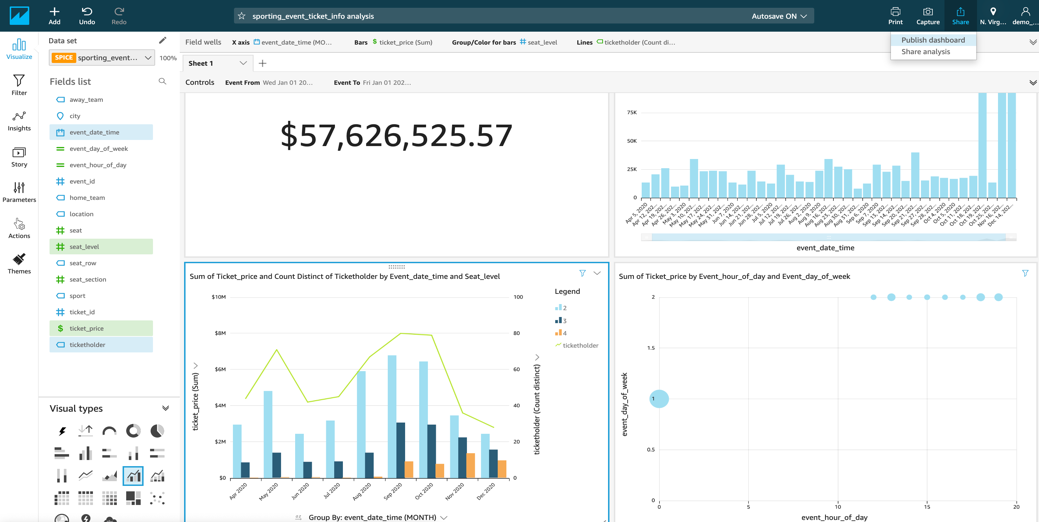 Add
Undo
Redo
sporting_event_ticket_info analysis
Autosave ON
Print
Capture
Share
N. Virg...
demo_...
Publish dashboard
Share analysis
Visualize
Filter
Insights
Story
Parameters
Actions
Themes
Data set
SPICE sporting_event...
100%
Fields list
away_team
city
event_date_time
event_day_of_week
event_hour_of_day
event_id
home_team
location
seat
seat_level
seat_row
seat_section
sport
ticket_id
ticket_price
ticketholder
Visual types
Field wells
X axis event_date_time (MO...
Bars ticket_price (Sum)
Group/Color for bars seat_level
Lines ticketholder (Count di...
Sheet 1
Controls
Event From Wed Jan 01 20...
Event To Fri Jan 01 202...
$57,626,525.57
75K
50K
25K
0
event_date_time
Sum of Ticket_price and Count Distinct of Ticketholder by Event_date_time and Seat_level
$10M
$8M
$6M
$4M
$2M
$0
ticket_price (Sum)
100
80
60
40
20
0
ticketholder (Count distinct)
Apr 2020
May 2020
Jun 2020
Jul 2020
Aug 2020
Sep 2020
Oct 2020
Nov 2020
Dec 2020
Group By: event_date_time (MONTH)
Legend
2
3
4
ticketholder
Sum of Ticket_price by Event_hour_of_day and Event_day_of_week
2
1.5
1
0.5
0
event_day_of_week
0
5
10
15
20
event_hour_of_day